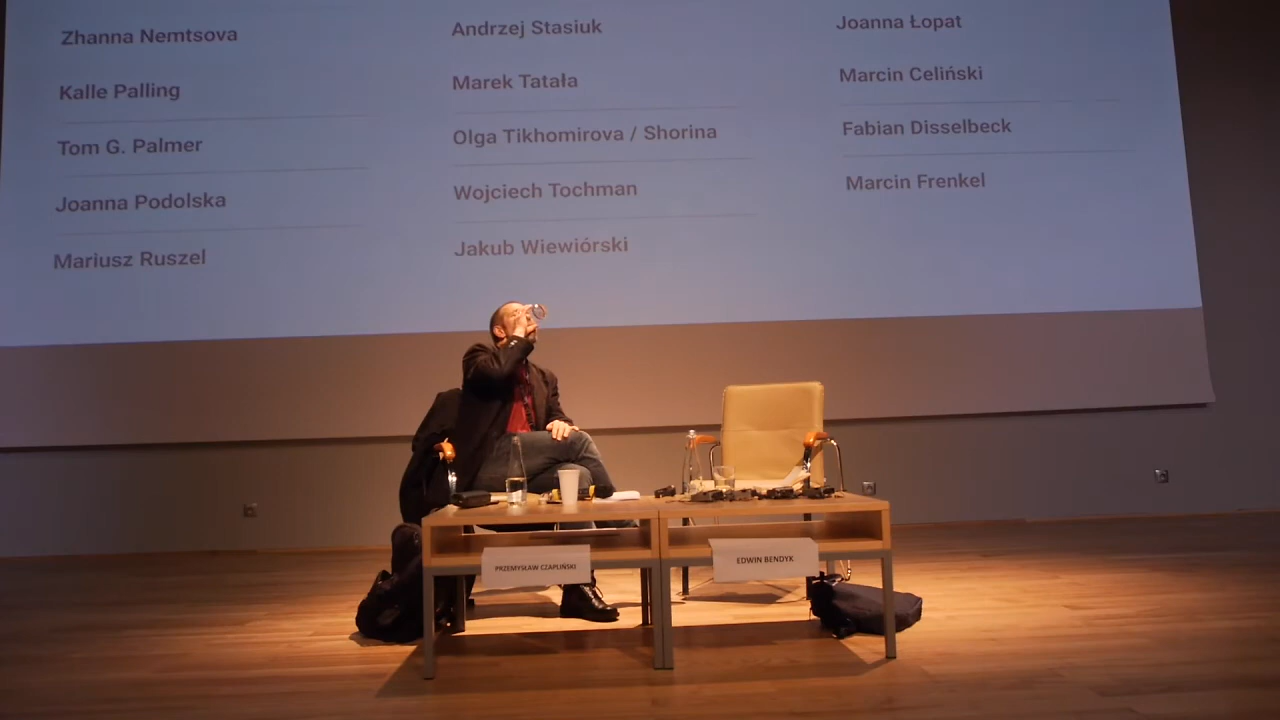 Zhanna Nemtsova
Kalle Palling
Tom G. Palmer
Joanna Podolska
Mariusz Ruszel
Andrzej Stasiuk
Marek Tatała
Olga Tikhomirova / Shorina
Wojciech Tochman
Jakub Wiewiórski
Joanna Łopat
Marcin Celiński
Fabian Disselbeck
Marcin Frenkel
PRZEMYSŁAW CZAPLIŃSKI
EDWIN BENDYK